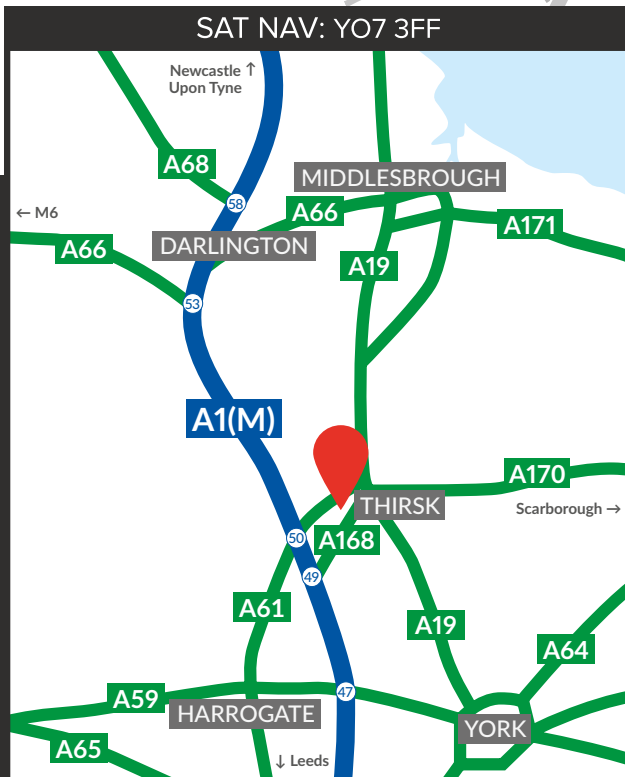 SAT NAV: YO7 3FF
Newcastle ↑
Upon Tyne
A68
MIDDLESBROUGH
← M6
58
A66
A171
A66
DARLINGTON
A19
53
A1(M)
A170
THIRSK
Scarborough →
50
A168
49
A61
A19
A64
47
A59
HARROGATE
YORK
A65
↓ Leeds